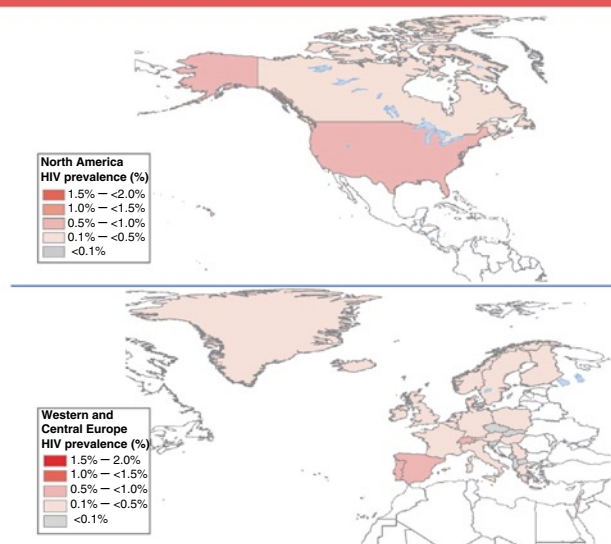 North America
HIV prevalence (%)
1.5% — <2.0%
1.0% — <1.5%
0.5% — <1.0%
0.1% — <0.5%
<0.1%
Western and
Central Europe
HIV prevalence (%)
1.5% — 2.0%
1.0% — <1.5%
0.5% — <1.0%
0.1% — <0.5%
<0.1%